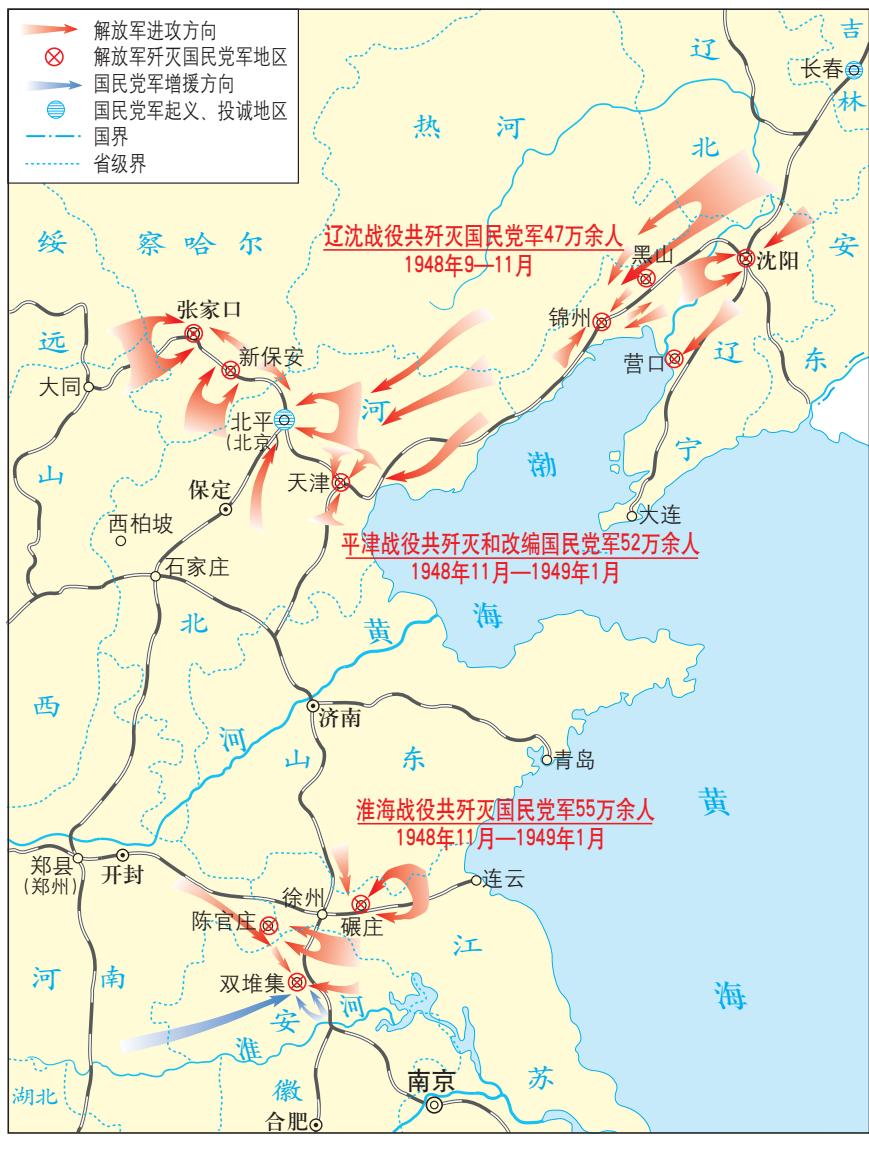 解放军进攻方向
解放军歼灭国民党军地区
国民党军增援方向
国民党军起义、投诚地区
国界
省级界
吉
林
长春
辽
北
热 河
安
东
绥
远
察 哈 尔
辽沈战役共歼灭国民党军47万余人
1948年9—11月
黑山
沈阳
锦州
营口
辽
宁
张家口
新保安
大同
北平
(北京)
河
北
天津
保定
渤
海
大连
山
西
西柏坡
石家庄
平津战役共歼灭和改编国民党军52万余人
1948年11月—1949年1月
黄
河
济南
山 东
青岛
黄
海
淮海战役共歼灭国民党军55万余人
1948年11月—1949年1月
郑县
(郑州)
开封
徐州
碾庄
连云
陈官庄
双堆集
河 南
江
苏
安
徽
淮
河
湖北
南京
合肥